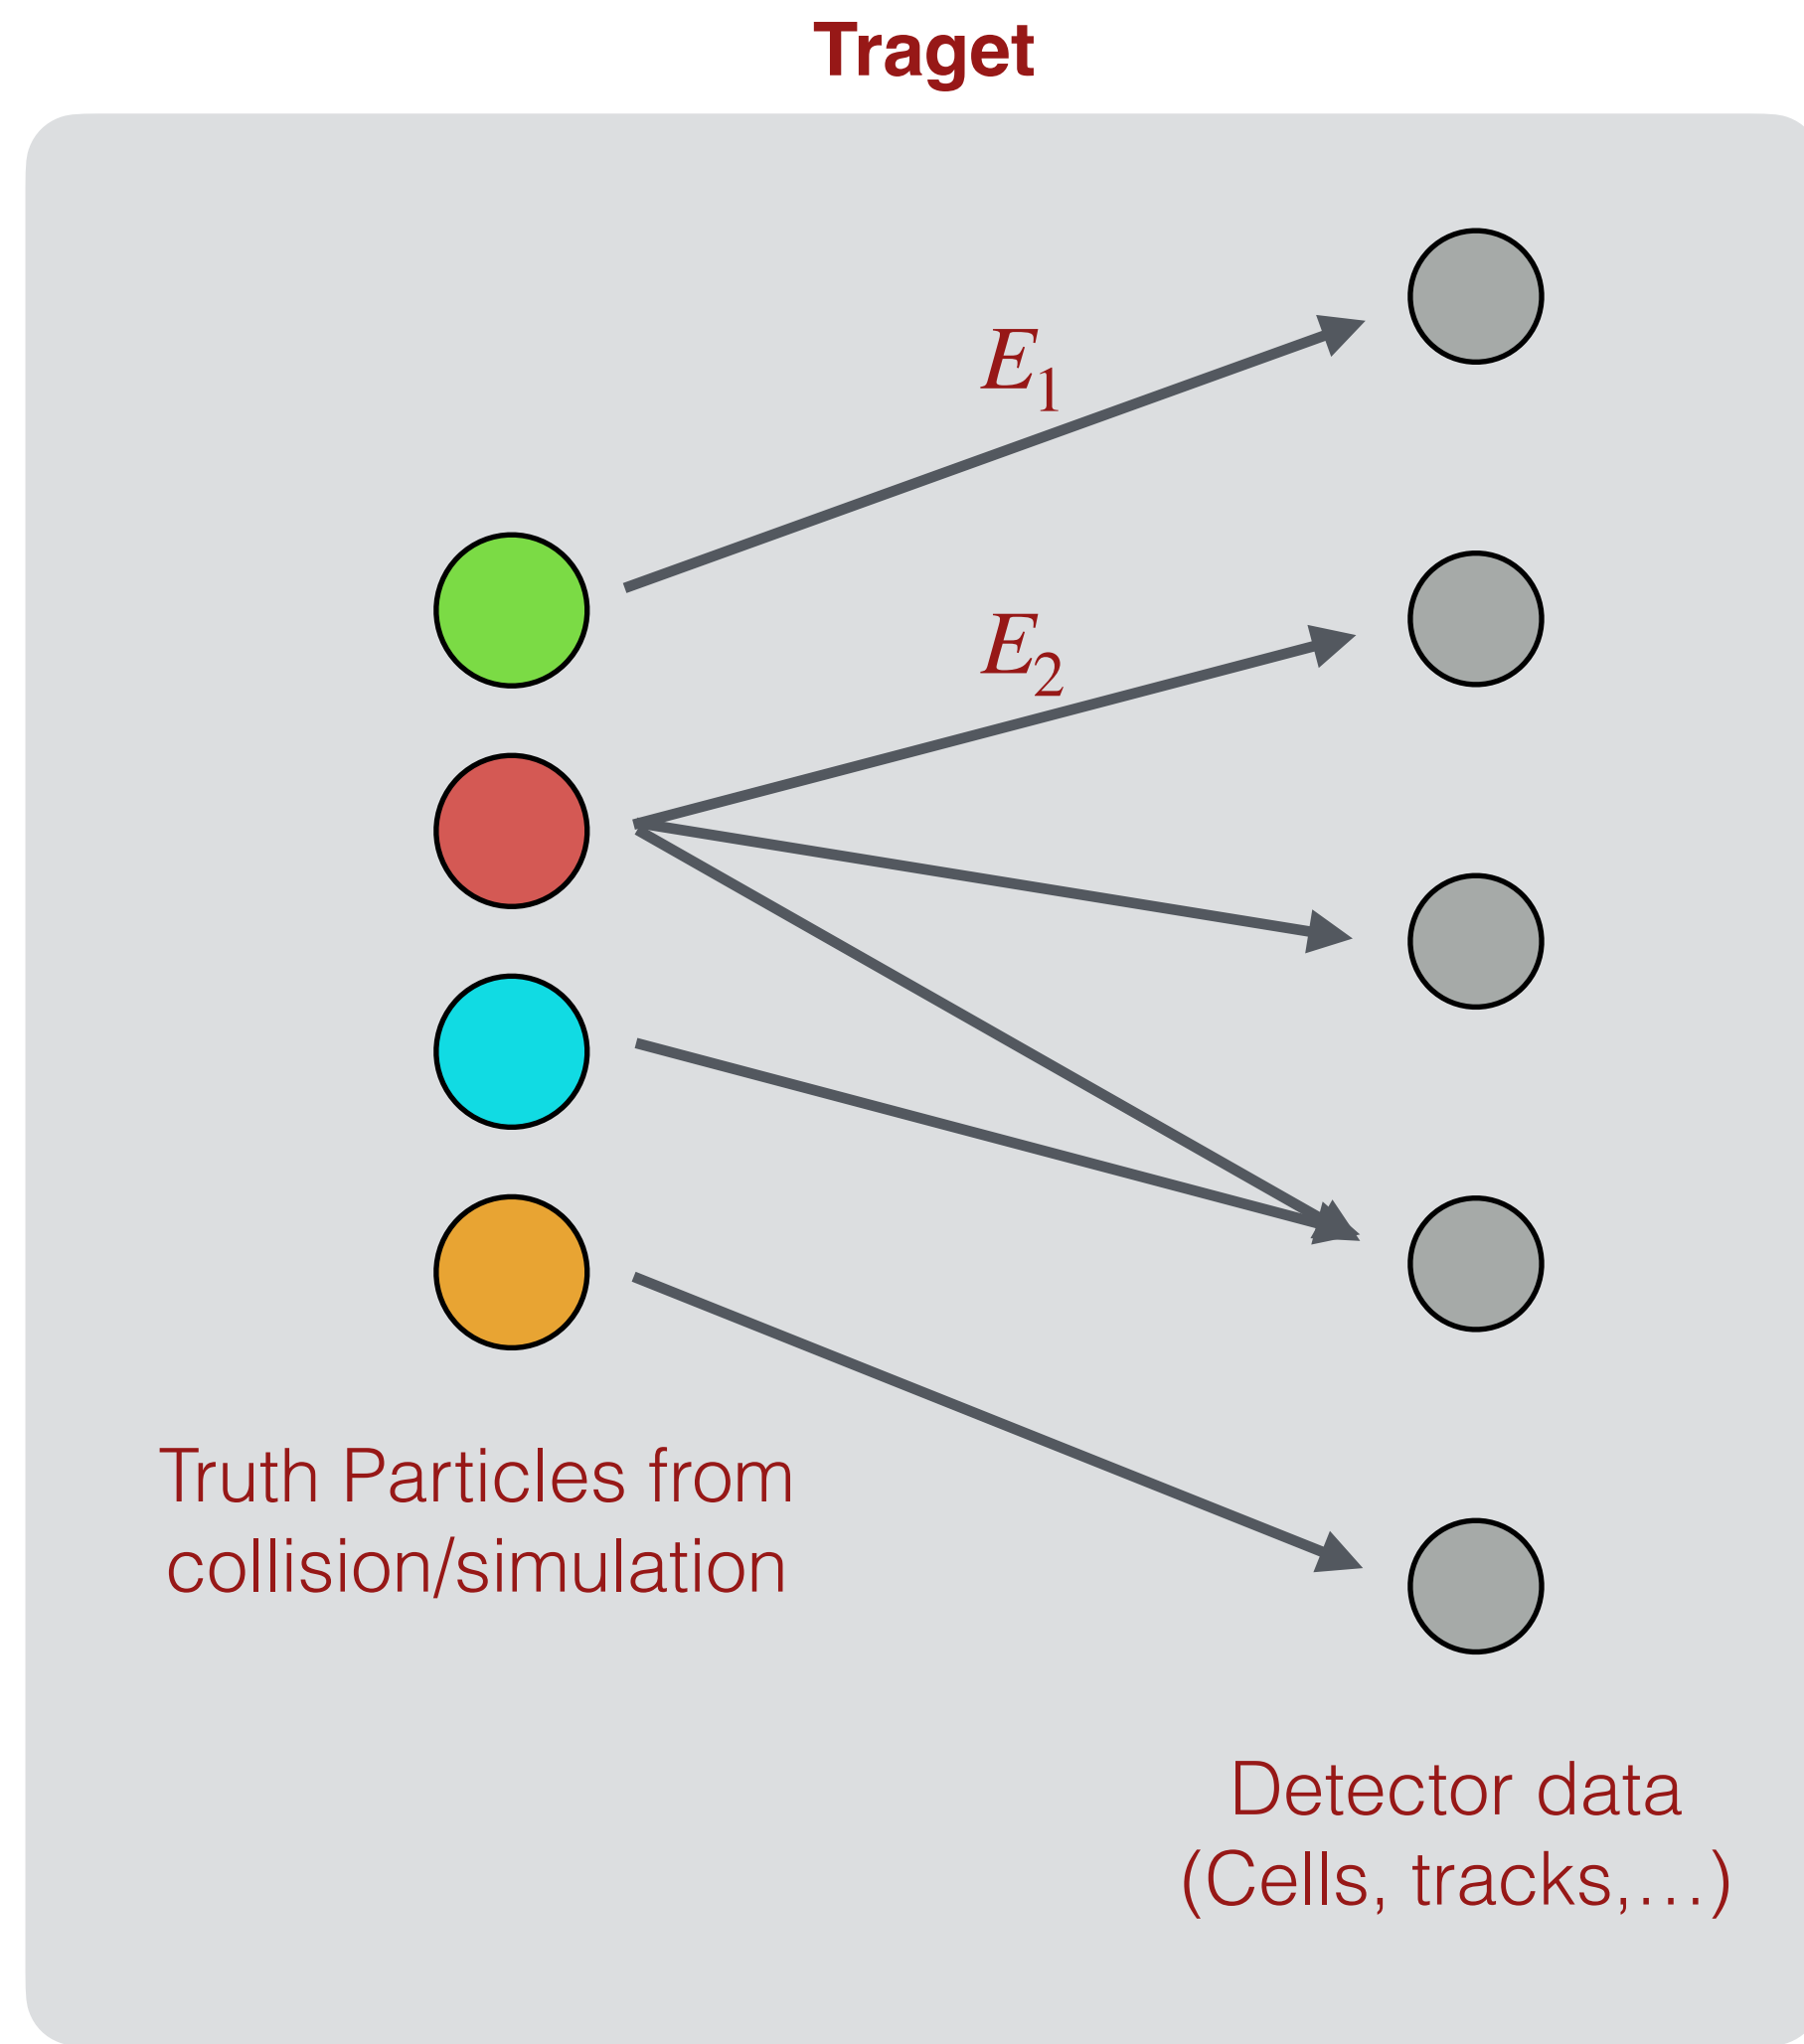 Traget
E₁
E₂
Truth Particles from
collision/simulation
Detector data
(Cells, tracks,…)